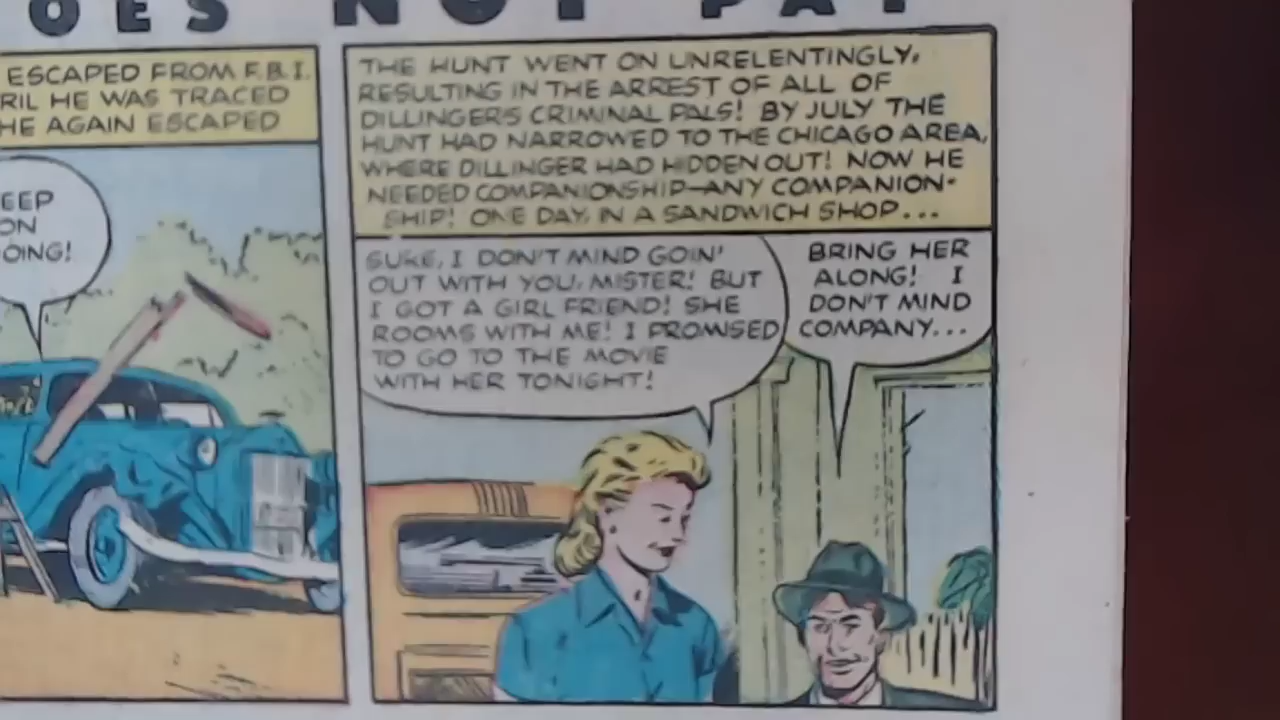 OES NOT PAY
ESCAPED FROM F.B.I.
RIL HE WAS TRACED
HE AGAIN ESCAPED
EEP
ON
OING!
THE HUNT WENT ON UNRELENTINGLY,
RESULTING IN THE ARREST OF ALL OF
DILLINGER'S CRIMINAL PALS! BY JULY THE
HUNT HAD NARROWED TO THE CHICAGO AREA,
WHERE DILLINGER HAD HIDDEN OUT! NOW HE
NEEDED COMPANIONSHIP—ANY COMPANION-
SHIP! ONE DAY, IN A SANDWICH SHOP...
SURE, I DON'T MIND GOIN'
OUT WITH YOU, MISTER! BUT
I GOT A GIRL FRIEND! SHE
ROOMS WITH ME! I PROMISED
TO GO TO THE MOVIE
WITH HER TONIGHT!
BRING HER
ALONG! I
DON'T MIND
COMPANY...